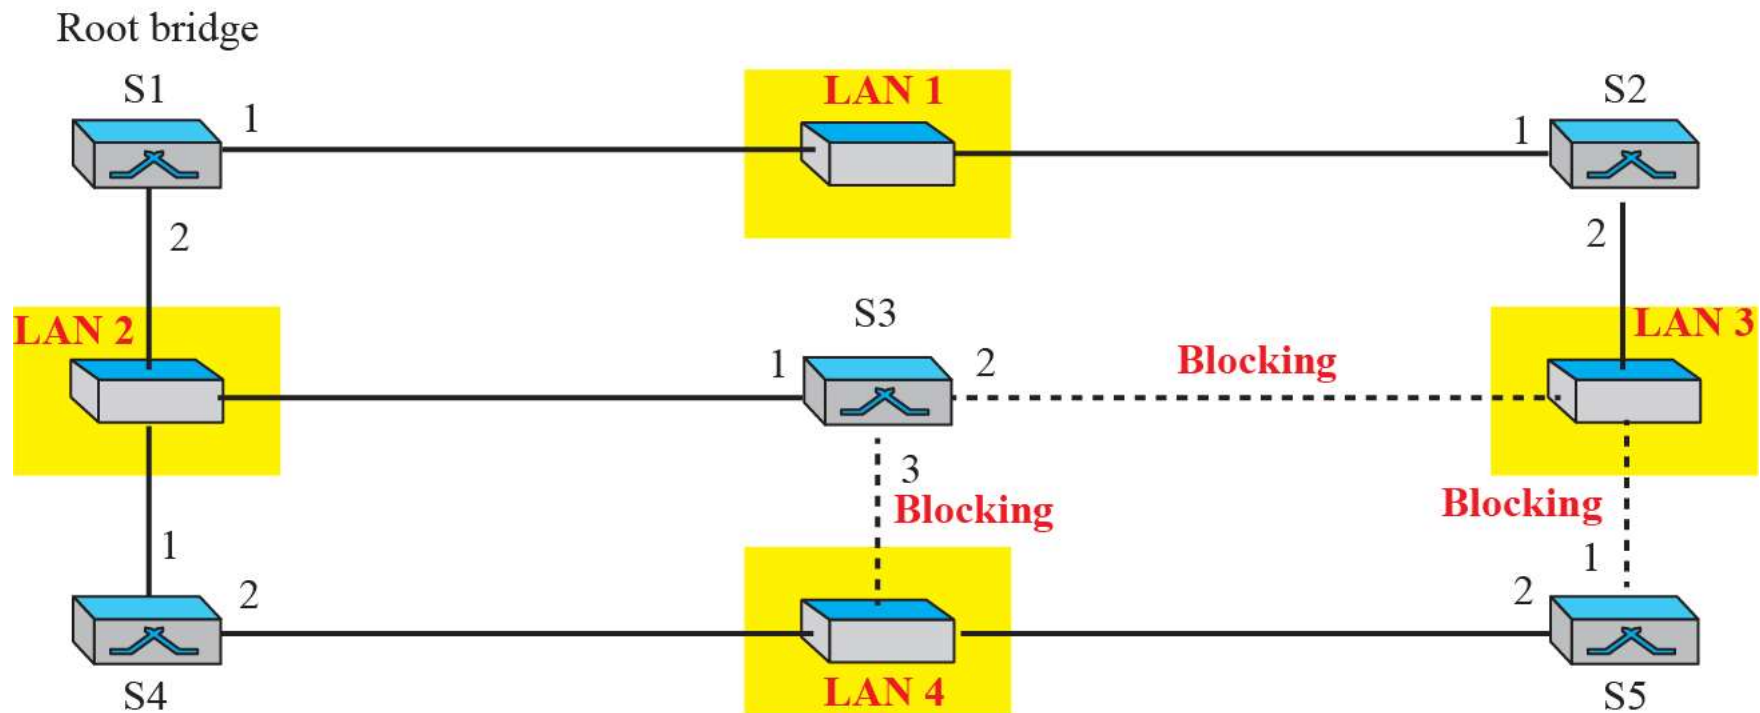 Root bridge
S1
1
LAN 1
1
S2
2
2
LAN 2
S3
1
2
Blocking
LAN 3
3
Blocking
Blocking
1
1
2
2
S4
LAN 4
S5